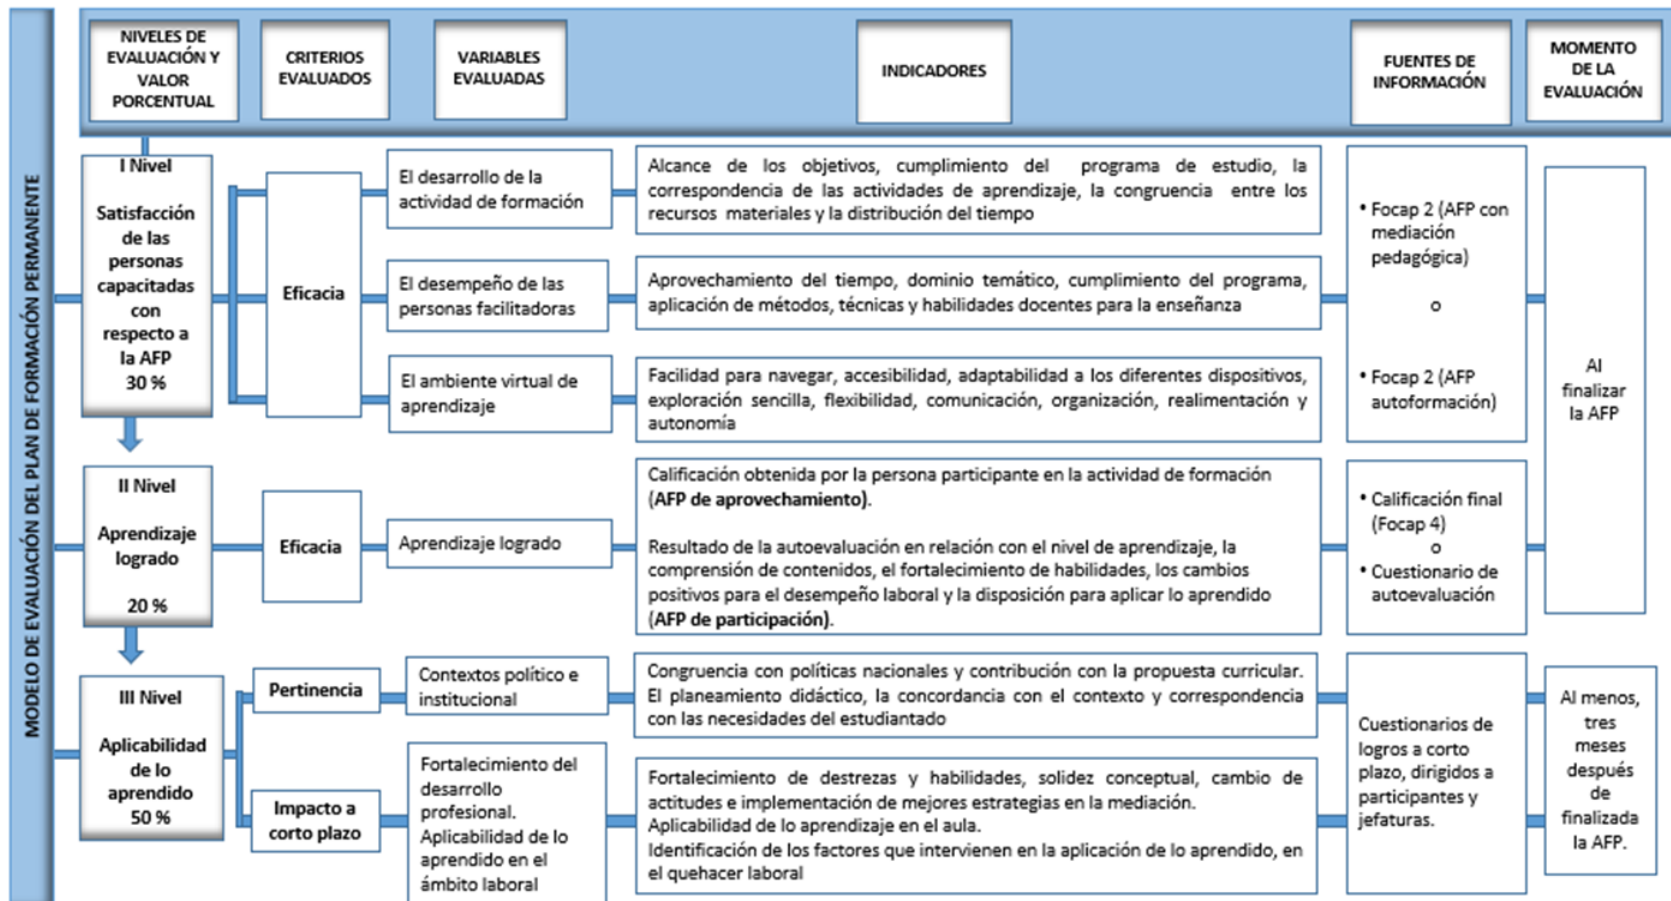 MODELO DE EVALUACIÓN DEL PLAN DE FORMACIÓN PERMANENTE
NIVELES DE
EVALUACIÓN Y
VALOR
PORCENTUAL
CRITERIOS
EVALUADOS
VARIABLES
EVALUADAS
INDICADORES
FUENTES DE
INFORMACIÓN
MOMENTO
DE LA
EVALUACIÓN
I Nivel
Satisfacción
de las
personas
capacitadas
con
respecto a
la AFP
30 %
Eficacia
El desarrollo de la
actividad de formación
Alcance de los objetivos, cumplimiento del programa de estudio, la
correspondencia de las actividades de aprendizaje, la congruencia entre los
recursos materiales y la distribución del tiempo
El desempeño de las
personas facilitadoras
Aprovechamiento del tiempo, dominio temático, cumplimiento del programa,
aplicación de métodos, técnicas y habilidades docentes para la enseñanza
El ambiente virtual de
aprendizaje
Facilidad para navegar, accesibilidad, adaptabilidad a los diferentes dispositivos,
exploración sencilla, flexibilidad, comunicación, organización, realimentación y
autonomía
• Focap 2 (AFP con
mediación
pedagógica)
o
• Focap 2 (AFP
autoformación)
Al
finalizar
la AFP
II Nivel
Aprendizaje
logrado
20 %
Eficacia
Aprendizaje logrado
Calificación obtenida por la persona participante en la actividad de formación
(AFP de aprovechamiento).
Resultado de la autoevaluación en relación con el nivel de aprendizaje, la
comprensión de contenidos, el fortalecimiento de habilidades, los cambios
positivos para el desempeño laboral y la disposición para aplicar lo aprendido
(AFP de participación).
• Calificación final
(Focap 4)
o
• Cuestionario de
autoevaluación
III Nivel
Aplicabilidad
de lo
aprendido
50 %
Pertinencia
Contextos político e
institucional
Congruencia con políticas nacionales y contribución con la propuesta curricular.
El planeamiento didáctico, la concordancia con el contexto y correspondencia
con las necesidades del estudiantado
Impacto a
corto plazo
Fortalecimiento del
desarrollo
profesional.
Aplicabilidad de lo
aprendido en el
ámbito laboral
Fortalecimiento de destrezas y habilidades, solidez conceptual, cambio de
actitudes e implementación de mejores estrategias en la mediación.
Aplicabilidad de lo aprendizaje en el aula.
Identificación de los factores que intervienen en la aplicación de lo aprendido, en
el quehacer laboral
Cuestionarios de
logros a corto
plazo, dirigidos a
participantes y
jefaturas.
Al menos,
tres
meses
después
de
finalizada
la AFP.